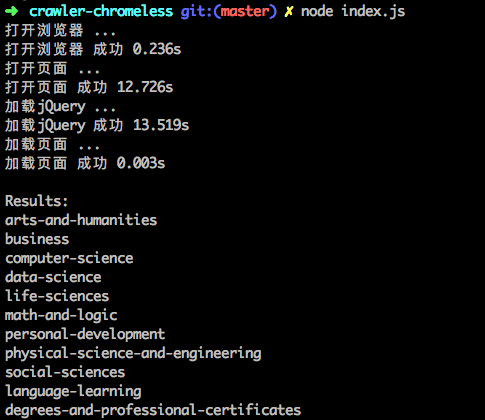 ➜ crawler-chromeless git:(master) ✗ node index.js
打开浏览器 ...
打开浏览器 成功 0.236s
打开页面 ...
打开页面 成功 12.726s
加载jQuery ...
加载jQuery 成功 13.519s
加载页面 ...
加载页面 成功 0.003s
Results:
arts-and-humanities
business
computer-science
data-science
life-sciences
math-and-logic
personal-development
physical-science-and-engineering
social-sciences
language-learning
degrees-and-professional-certificates